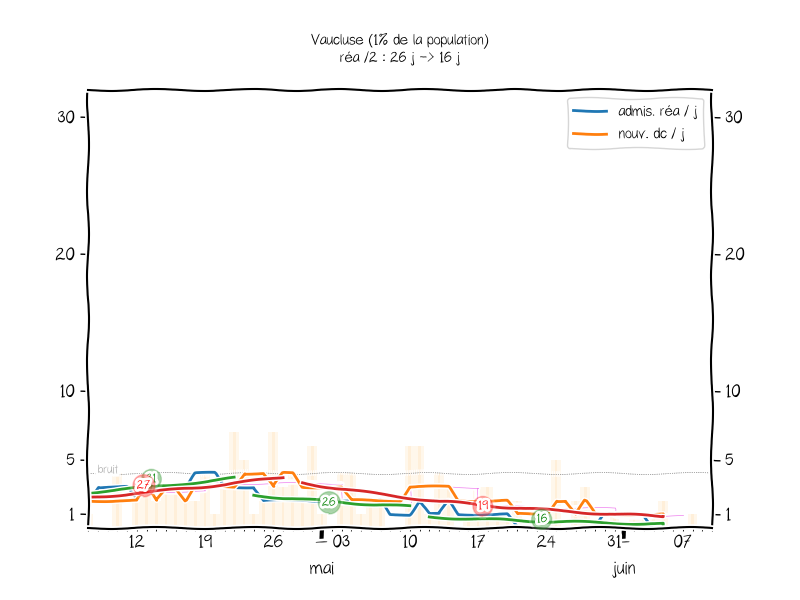 Vaucluse (1% de la population)
réa /2 : 26 j -> 16 j
admis. réa / j
nouv. dc / j
30 30
20 20
10 10
5 5
1 1
bruit
27
26
19
16
12 19 26 03 10 17 24 31 07
mai juin